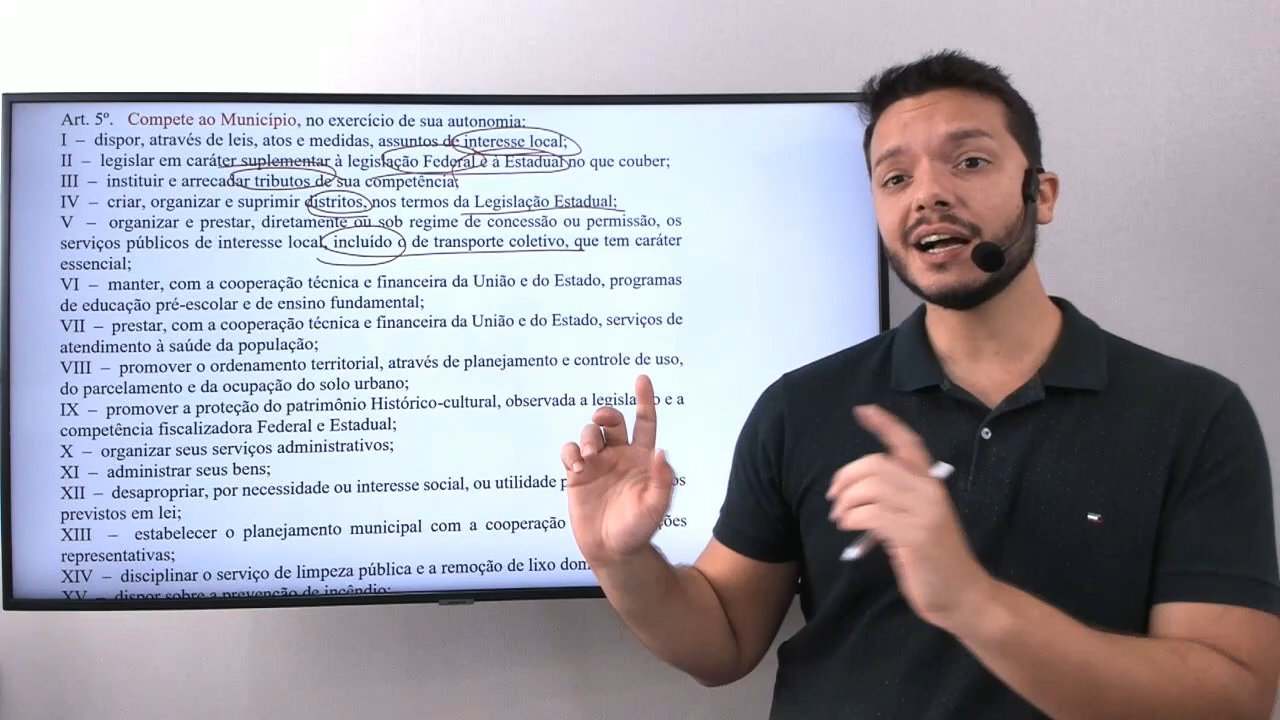 Art. 5º. Compete ao Município, no exercício de sua autonomia:
I – dispor, através de leis, atos e medidas, assuntos de interesse local;
II – legislar em caráter suplementar à legislação Federal e à Estadual no que couber;
III – instituir e arrecadar tributos de sua competência;
IV – criar, organizar e suprimir distritos, nos termos da Legislação Estadual;
V – organizar e prestar, diretamente ou sob regime de concessão ou permissão, os
serviços públicos de interesse local, incluído o de transporte coletivo, que tem caráter
essencial;
VI – manter, com a cooperação técnica e financeira da União e do Estado, programas
de educação pré-escolar e de ensino fundamental;
VII – prestar, com a cooperação técnica e financeira da União e do Estado, serviços de
atendimento à saúde da população;
VIII – promover o ordenamento territorial, através de planejamento e controle de uso,
do parcelamento e da ocupação do solo urbano;
IX – promover a proteção do patrimônio Histórico-cultural, observada a e a
competência fiscalizadora Federal e Estadual;
X – organizar seus serviços administrativos;
XI – administrar seus bens;
XII – desapropriar, por necessidade ou interesse social, ou utilidade
previstos em lei;
XIII – estabelecer o planejamento municipal com a cooperação
representativas;
XIV – disciplinar o serviço de limpeza pública e a remoção de lixo
XV – dispor sobre a prevenção de incêndio;